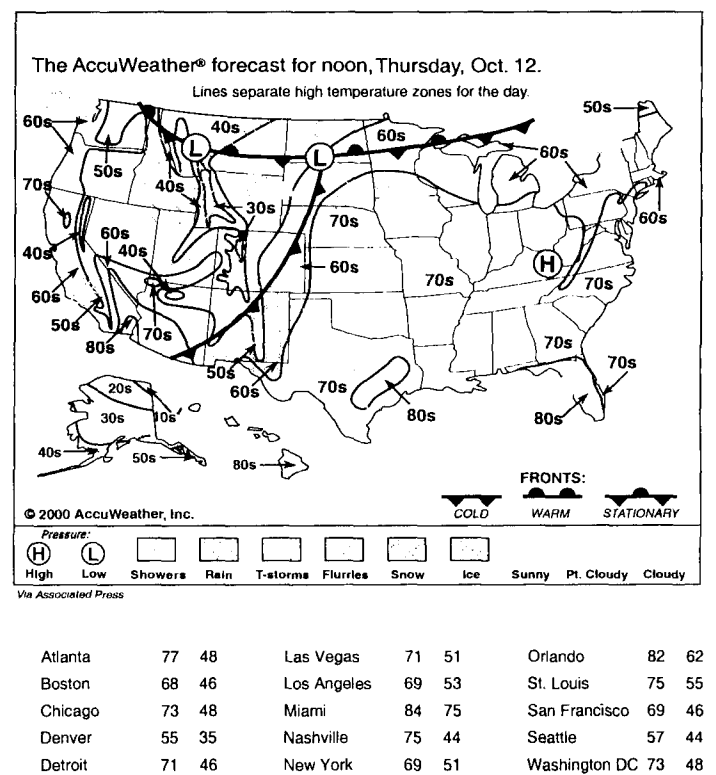 The AccuWeather® forecast for noon, Thursday, Oct. 12.
Lines separate high temperature zones for the day.
60s 40s 60s 50s
50s 40s 60s
70s 30s 70s 60s
40s 60s 40s 60s 70s H 70s
L L
60s
50s 80s 70s 70s 70s
50s 60s 70s 80s 80s
20s
30s 10s
40s 50s 80s
FRONTS:
COLD WARM STATIONARY
© 2000 AccuWeather, Inc.
Pressure:
H L
High Low Showers Rain T-storms Flurries Snow Ice Sunny Pt. Cloudy Cloudy
Via Associated Press
Atlanta 77 48 Las Vegas 71 51 Orlando 82 62
Boston 68 46 Los Angeles 69 53 St. Louis 75 55
Chicago 73 48 Miami 84 75 San Francisco 69 46
Denver 55 35 Nashville 75 44 Seattle 57 44
Detroit 71 46 New York 69 51 Washington DC 73 48